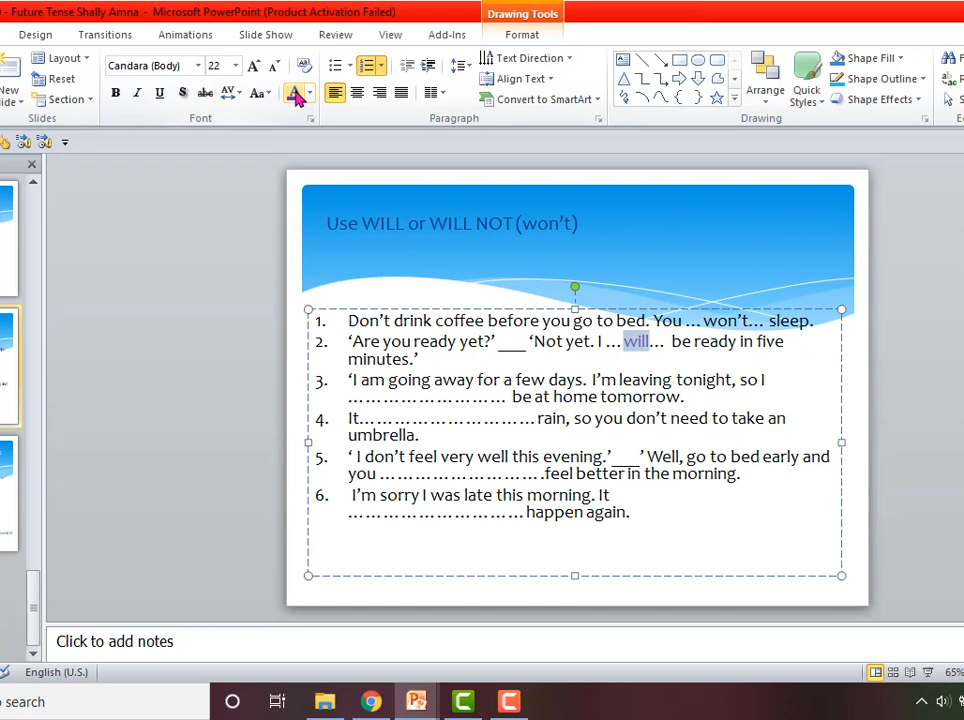 - Future Tense Shally Amna - Microsoft PowerPoint (Product Activation Failed)
Drawing Tools
Design Transitions Animations Slide Show Review View Add-Ins Format
Layout
Reset
Section
Slides
Candara (Body) 22
B I U S abc AV Aa A
Font
Text Direction
Align Text
Convert to SmartArt
Paragraph
Arrange
Quick
Styles
Shape Fill
Shape Outline
Shape Effects
Drawing
Use WILL or WILL NOT (won't)
1. Don't drink coffee before you go to bed. You ... won't... sleep.
2. 'Are you ready yet?' ___ 'Not yet. I ... will... be ready in five
minutes.'
3. 'I am going away for a few days. I'm leaving tonight, so I
........................... be at home tomorrow.
4. It..............................rain, so you don't need to take an
umbrella.
5. ' I don't feel very well this evening.'___' Well, go to bed early and
you ............................feel better in the morning.
6. I'm sorry I was late this morning. It
..............................happen again.
Click to add notes
English (U.S.)
65%
o search